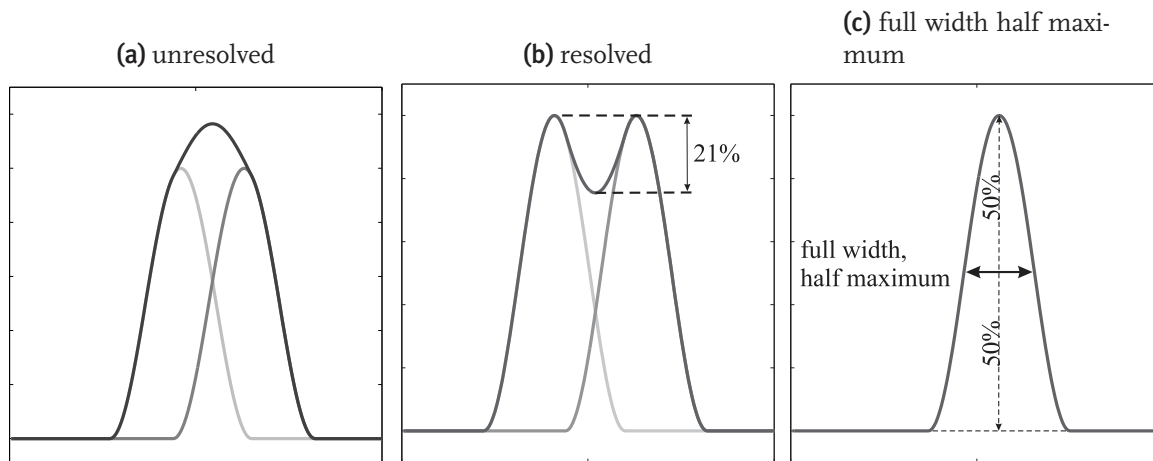 (a) unresolved
(b) resolved
(c) full width half maxi-
mum
21%
50%
full width,
half maximum
50%